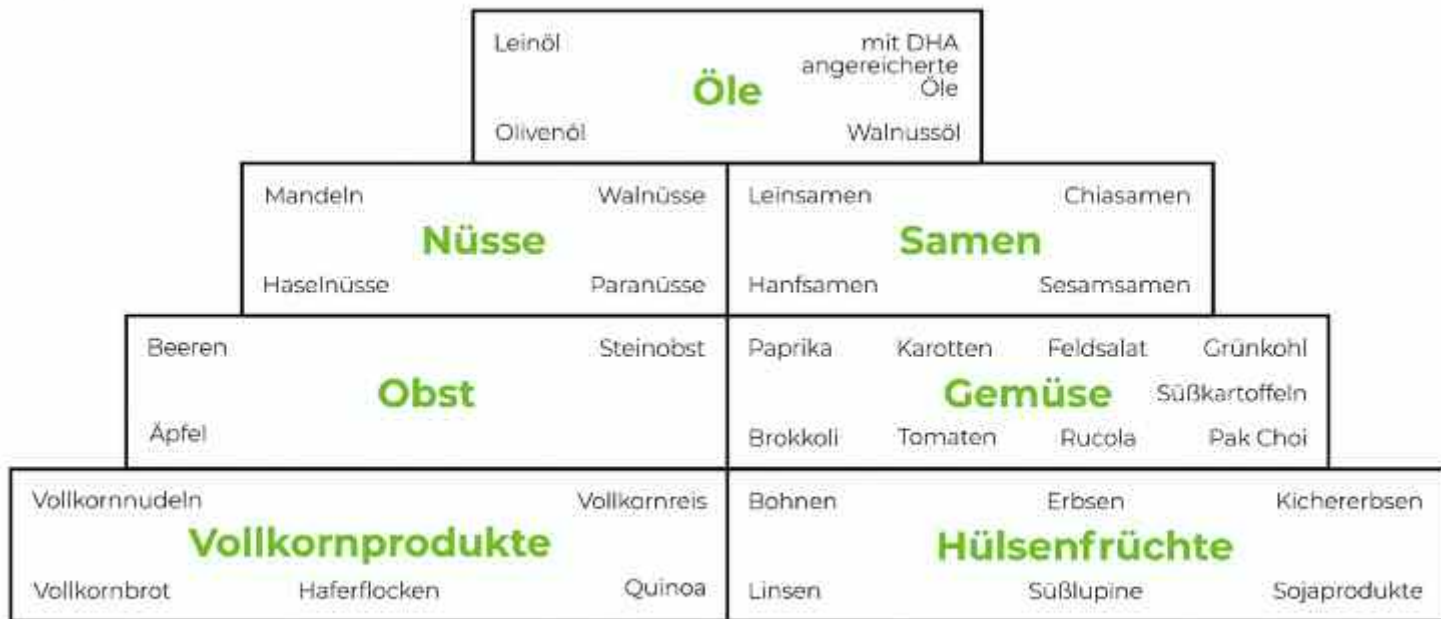 Leinöl
mit DHA
angereicherte
Öle
Öle
Olivenöl
Walnussöl
Mandeln
Walnüsse
Nüsse
Haselnüsse
Paranüsse
Leinsamen
Chiasamen
Samen
Hanfsamen
Sesamsamen
Beeren
Steinobst
Obst
Äpfel
Paprika Karotten Feldsalat Grünkohl
Gemüse Süßkartoffeln
Brokkoli Tomaten Rucola Pak Choi
Vollkornnudeln Vollkornreis
Vollkornprodukte
Vollkornbrot Haferflocken Quinoa
Bohnen Erbsen Kichererbsen
Hülsenfrüchte
Linsen Süßlupine Sojaprodukte